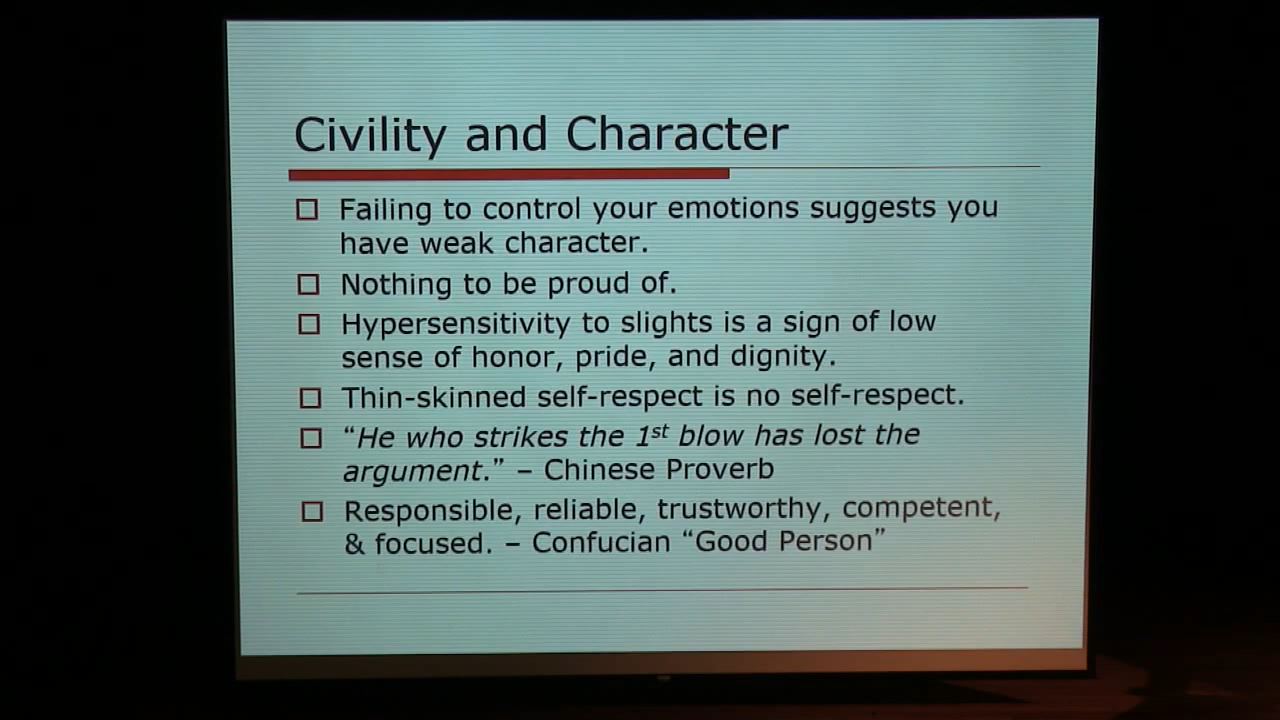 Civility and Character
Failing to control your emotions suggests you
have weak character.
Nothing to be proud of.
Hypersensitivity to slights is a sign of low
sense of honor, pride, and dignity.
Thin-skinned self-respect is no self-respect.
“He who strikes the 1st blow has lost the
argument.” – Chinese Proverb
Responsible, reliable, trustworthy, competent,
& focused. – Confucian “Good Person”